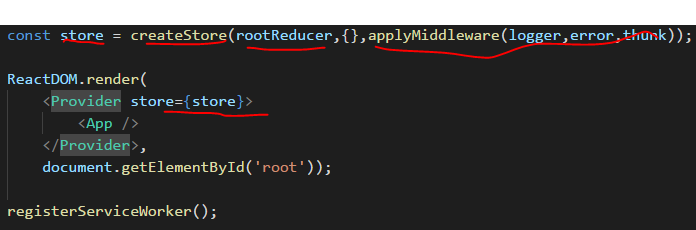 const store = createStore(rootReducer,{},applyMiddleware(logger,error,thunk));
ReactDOM.render(
<Provider store={store}>
<App />
</Provider>,
document.getElementById('root'));
registerServiceWorker();